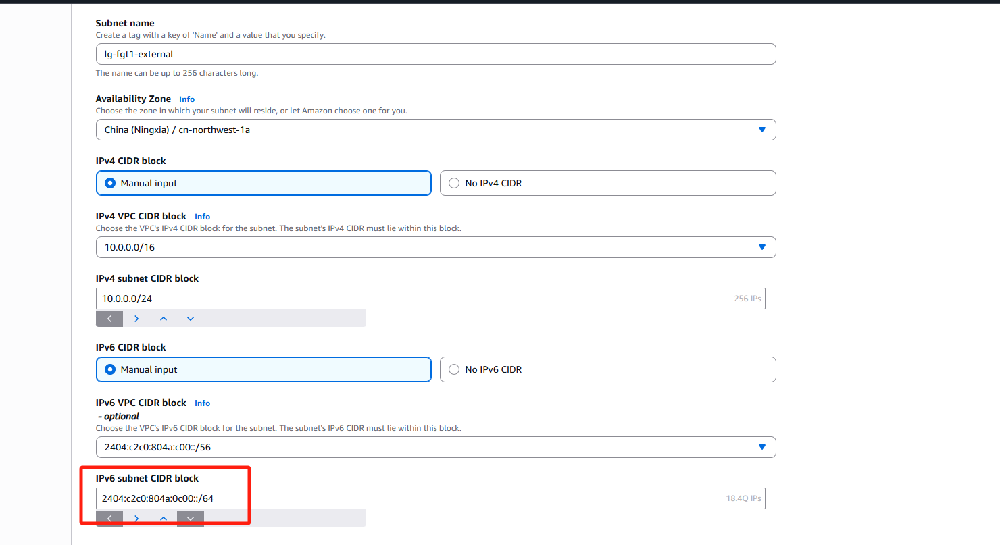 Subnet name
Create a tag with a key of 'Name' and a value that you specify.
lg-fgt1-external
The name can be up to 256 characters long.
Availability Zone Info
Choose the zone in which your subnet will reside, or let Amazon choose one for you.
China (Ningxia) / cn-northwest-1a
IPv4 CIDR block
Manual input No IPv4 CIDR
IPv4 VPC CIDR block Info
Choose the VPC's IPv4 CIDR block for the subnet. The subnet's IPv4 CIDR must lie within this block.
10.0.0.0/16
IPv4 subnet CIDR block
10.0.0.0/24 256 IPs
IPv6 CIDR block
Manual input No IPv6 CIDR
IPv6 VPC CIDR block Info
- optional
Choose the VPC's IPv6 CIDR block for the subnet. The subnet's IPv6 CIDR must lie within this block.
2404:c2c0:804a:c00::/56
IPv6 subnet CIDR block
2404:c2c0:804a:0c00::/64 18.4Q IPs